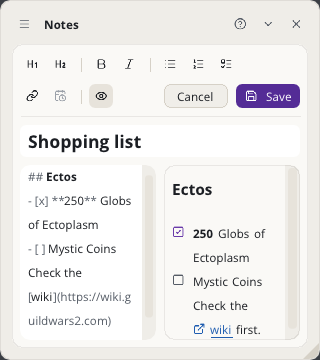 Notes
H1 H2 B I
Cancel Save
Shopping list
## Ectos
- [x] **250** Globs
of Ectoplasm
- [ ] Mystic Coins
Check the
[wiki](https://wiki.g
uildwars2.com)
Ectos
250 Globs of
Ectoplasm
Mystic Coins
Check the
wiki first.